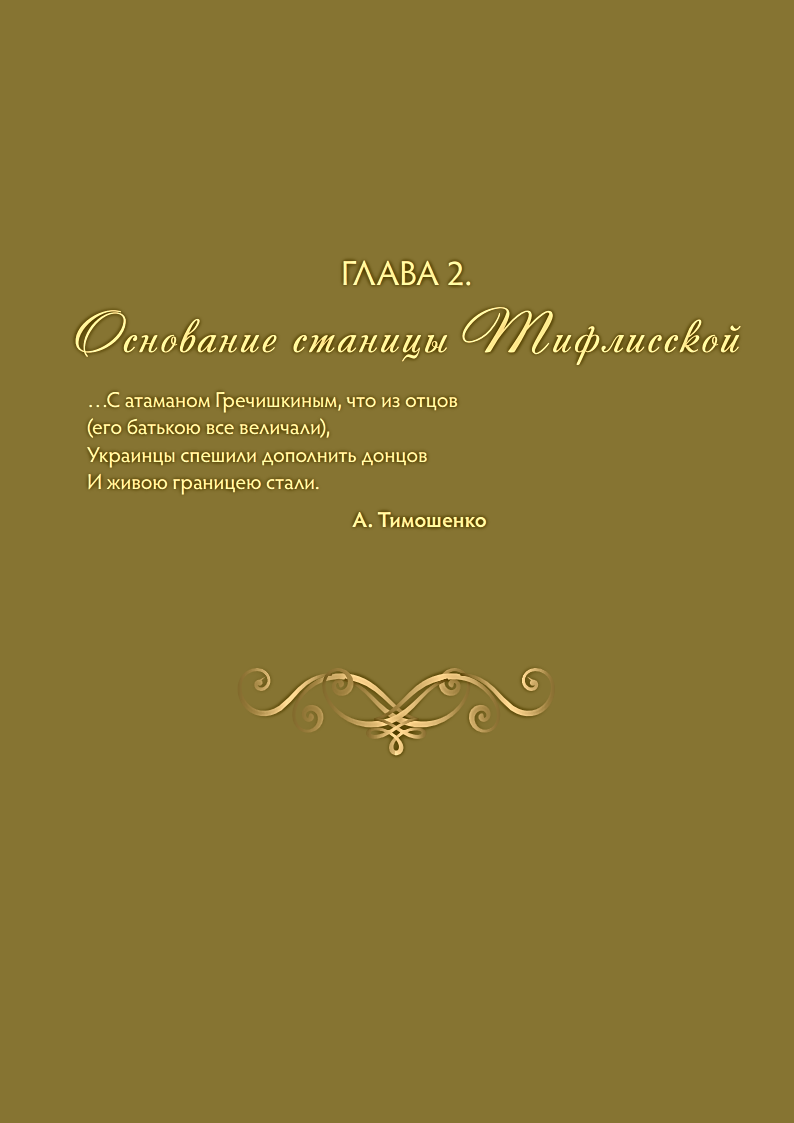 ГЛАВА 2.
Основание станицы Тифлисской
…С атаманом Гречишкиным, что из отцов
(его батькою все величали),
Украинцы спешили дополнить донцов
И живою границею стали.
А. Тимошенко